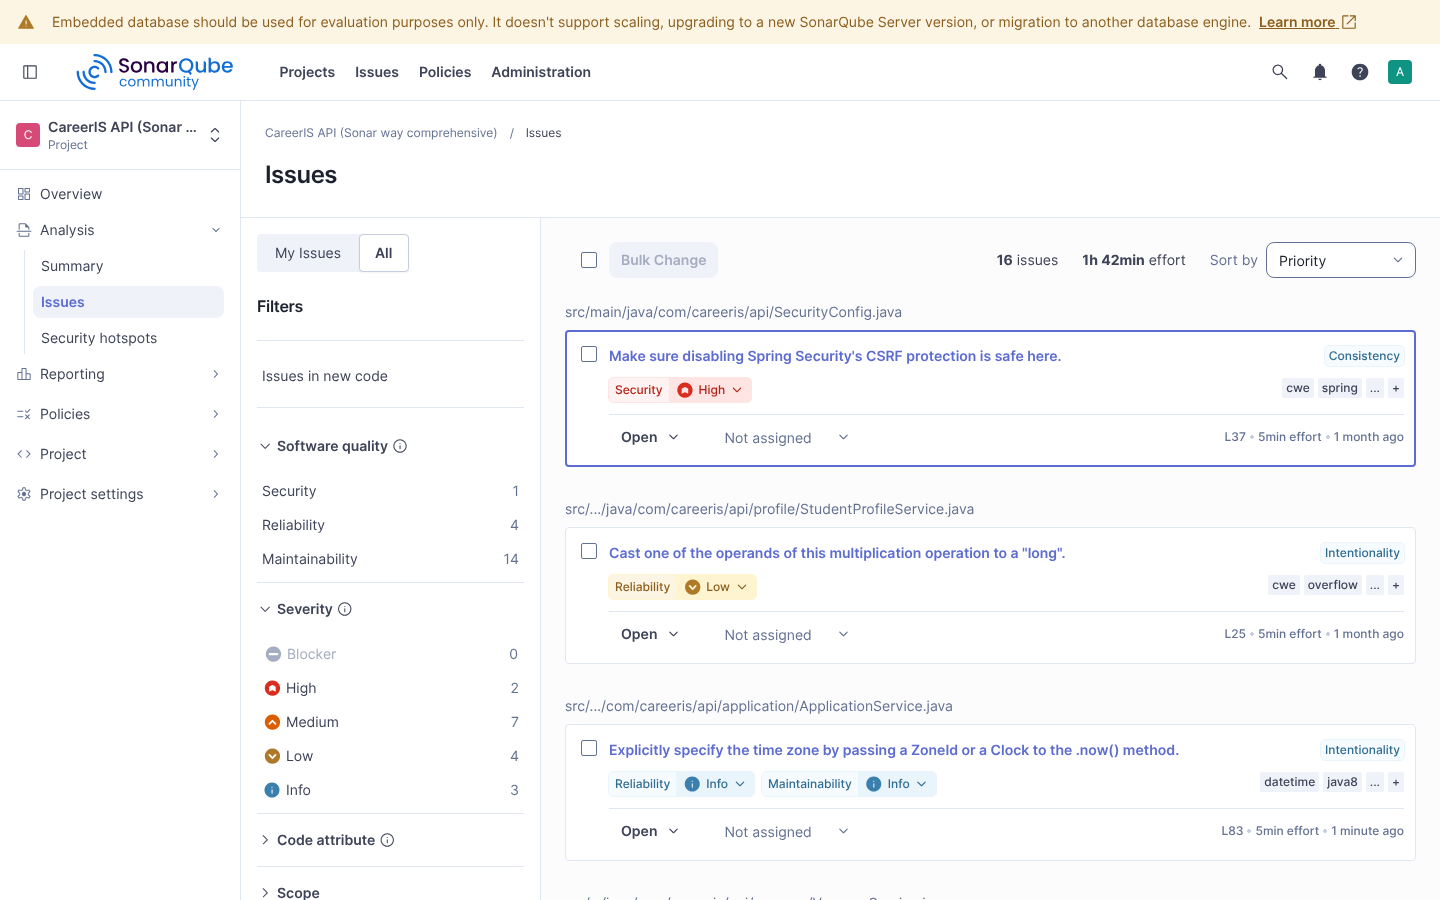 Embedded database should be used for evaluation purposes only. It doesn't support scaling, upgrading to a new SonarQube Server version, or migration to another database engine. Learn more
SonarQube community
Projects Issues Policies Administration
A
C
CareerIS API (Sonar ...
Project
Overview
Analysis
Summary
Issues
Security hotspots
Reporting
Policies
Project
Project settings
CareerIS API (Sonar way comprehensive) / Issues
Issues
My Issues All
Filters
Issues in new code
Software quality
Security 1
Reliability 4
Maintainability 14
Severity
Blocker 0
High 2
Medium 7
Low 4
Info 3
Code attribute
Scope
Bulk Change
16 issues 1h 42min effort Sort by Priority
src/main/java/com/careeris/api/SecurityConfig.java
Make sure disabling Spring Security's CSRF protection is safe here. Consistency
Security High cwe spring ... +
Open Not assigned L37 • 5min effort • 1 month ago
src/.../java/com/careeris/api/profile/StudentProfileService.java
Cast one of the operands of this multiplication operation to a "long". Intentionality
Reliability Low cwe overflow ... +
Open Not assigned L25 • 5min effort • 1 month ago
src/.../com/careeris/api/application/ApplicationService.java
Explicitly specify the time zone by passing a ZoneId or a Clock to the .now() method. Intentionality
Reliability Info Maintainability Info datetime java8 ... +
Open Not assigned L83 • 5min effort • 1 minute ago